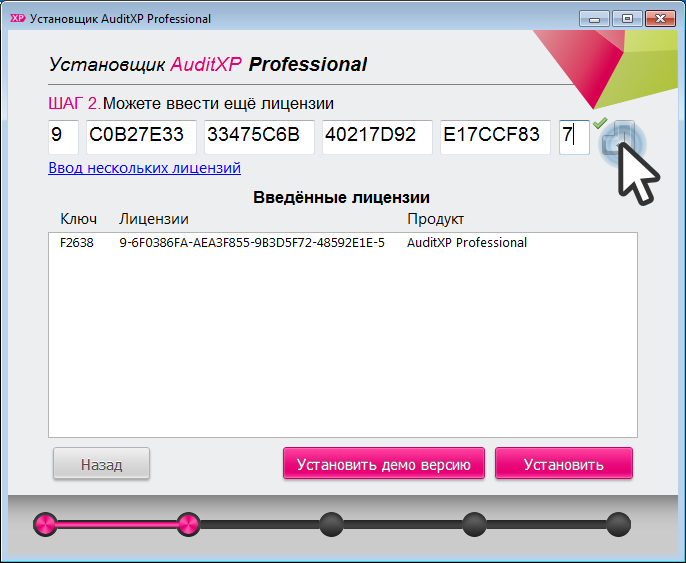 XP Установщик AuditXP Professional
Установщик AuditXP Professional
ШАГ 2.Можете ввести ещё лицензии
9 C0B27E33 33475C6B 40217D92 E17CCF83 7
Ввод нескольких лицензий
Введённые лицензии
Ключ Лицензии Продукт
F2638 9-6F0386FA-AEA3F855-9B3D5F72-48592E1E-5 AuditXP Professional
Назад Установить демо версию Установить